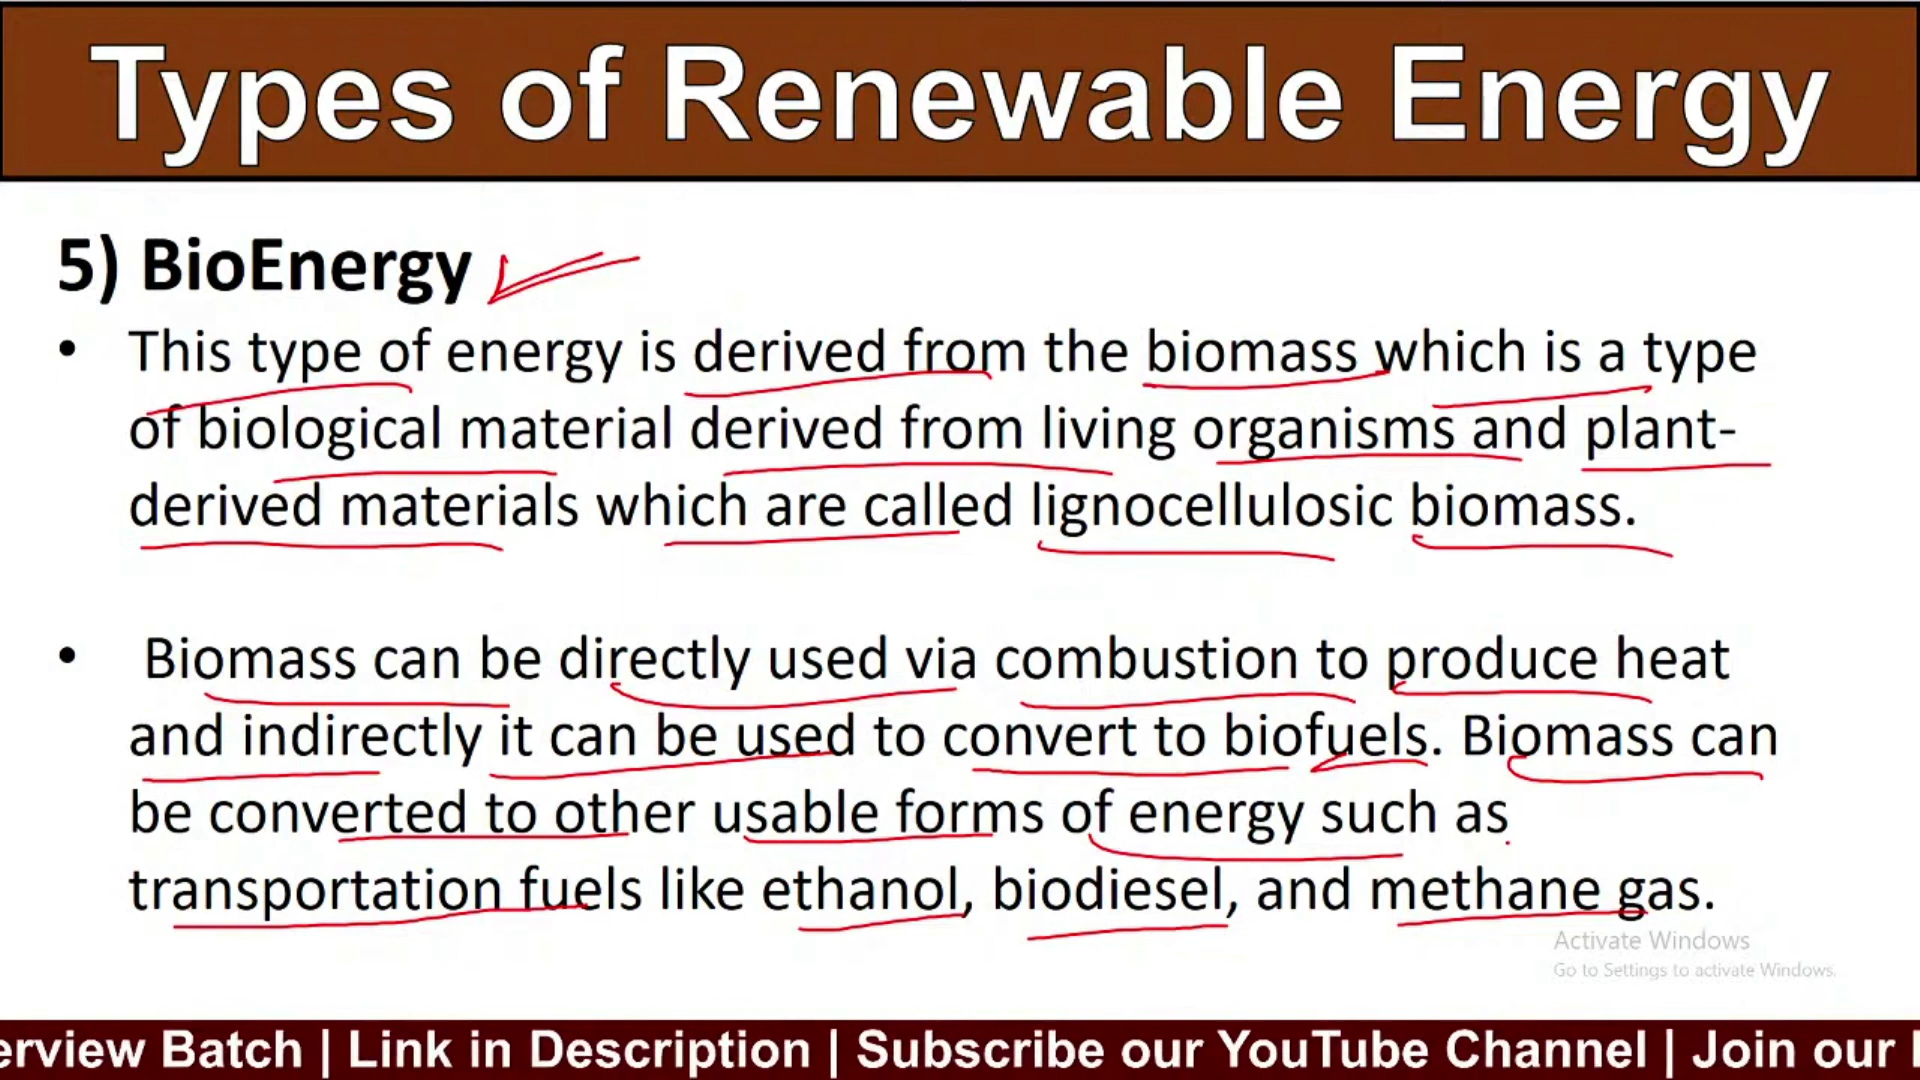 Types of Renewable Energy
5) BioEnergy
• This type of energy is derived from the biomass which is a type
of biological material derived from living organisms and plant-
derived materials which are called lignocellulosic biomass.
• Biomass can be directly used via combustion to produce heat
and indirectly it can be used to convert to biofuels. Biomass can
be converted to other usable forms of energy such as
transportation fuels like ethanol, biodiesel, and methane gas.
Activate Windows
Go to Settings to activate Windows.
erview Batch | Link in Description | Subscribe our YouTube Channel | Join our